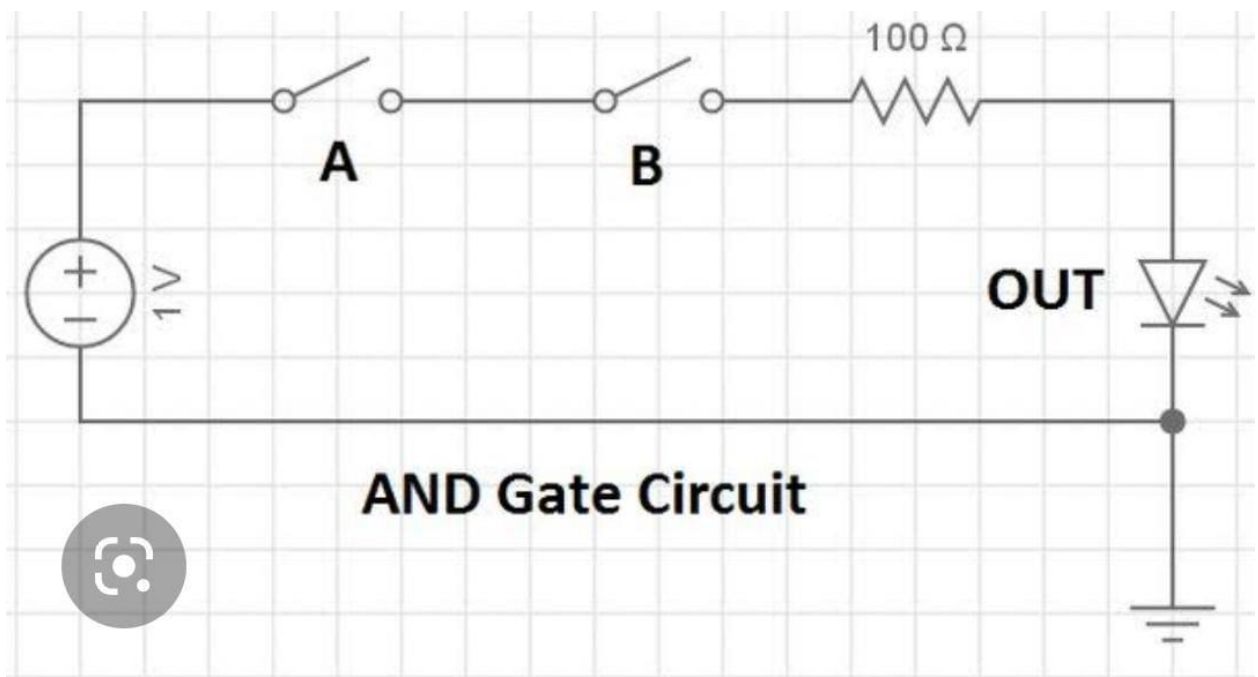 100 Ω
A
B
+
−
1 V
OUT
AND Gate Circuit